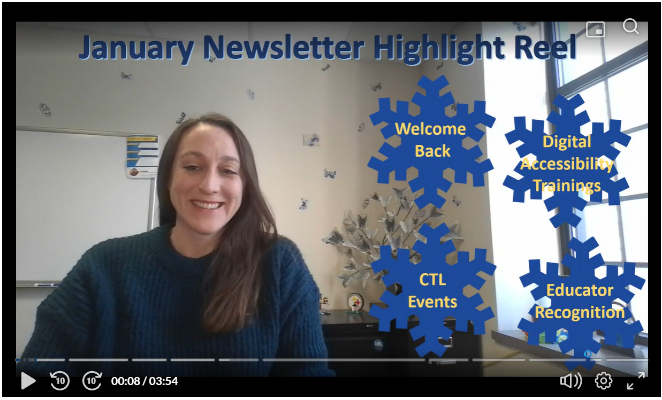 January Newsletter Highlight Reel
Welcome
Back
Digital
Accessibility
Trainings
CTL
Events
Educator
Recognition
10
10
00:08 / 03:54